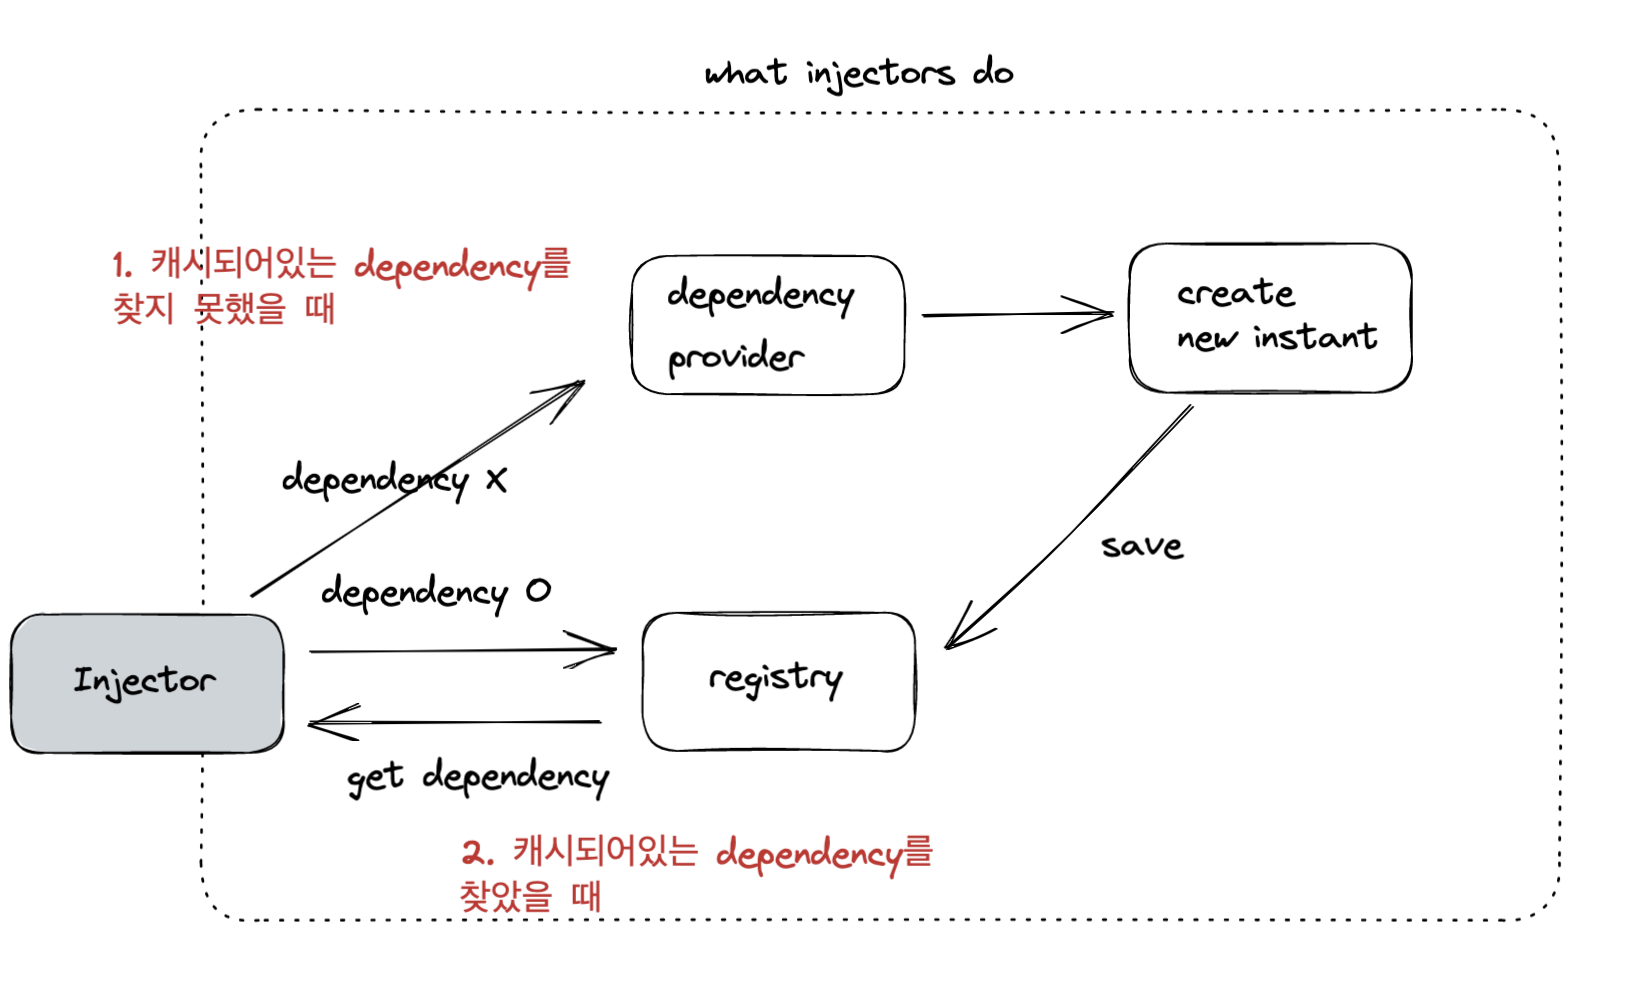 what injectors do
1. 캐시되어있는 dependency를
찾지 못했을 때
dependency
provider
create
new instant
dependency X
save
dependency O
Injector
registry
get dependency
2. 캐시되어있는 dependency를
찾았을 때